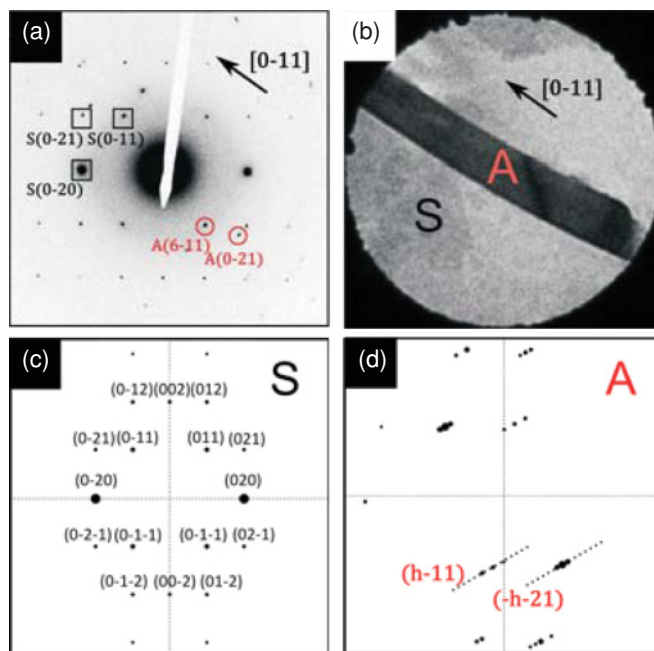 (a)
[0-11]
S(0-21) S(0-11)
S(0-20)
A(6-11)
A(0-21)
(b)
[0-11]
A
S
(c)
S
(0-12)(002)(012)
(0-21)(0-11) (011) (021)
(0-20) (020)
(0-2-1)(0-1-1) (0-1-1) (02-1)
(0-1-2)(00-2)(01-2)
(d)
A
(h-11)
(-h-21)